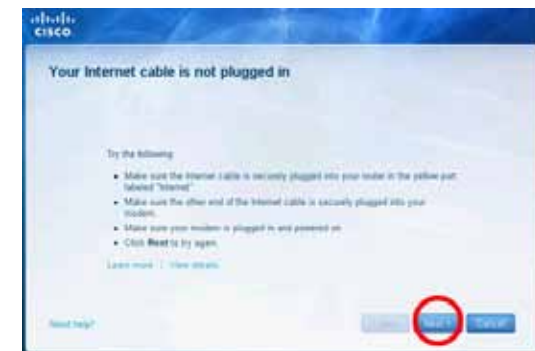 cisco
Your Internet cable is not plugged in
Try the following:
• Make sure the Internet cable is securely plugged into your router in the yellow port
labeled "Internet"
• Make sure the other end of the Internet cable is securely plugged into your
modem.
• Make sure your modem is plugged in and powered on
• Click Next to try again.
Learn more | View details
Need help?
Next
Cancel